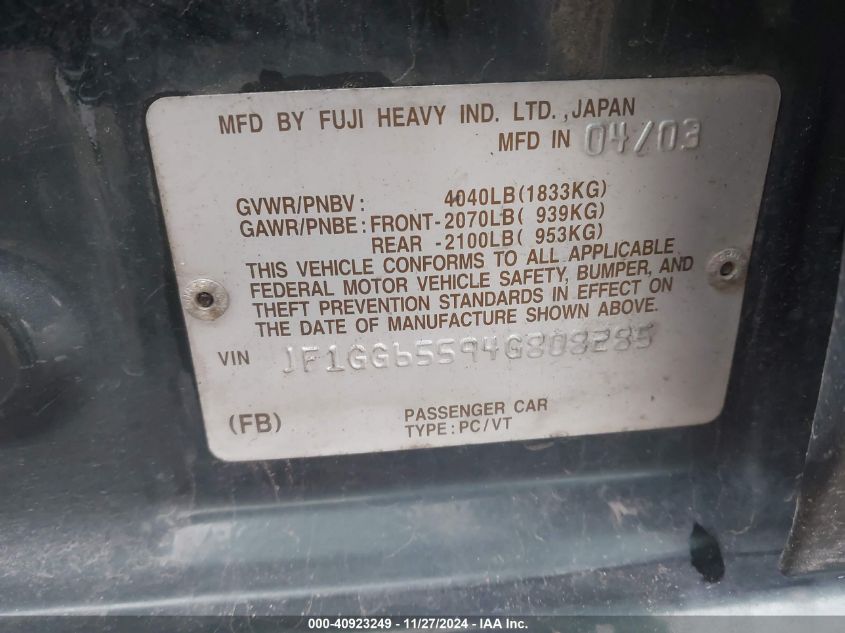 MFD BY FUJI HEAVY IND. LTD.,JAPAN
MFD IN 04/03
GVWR/PNBV: 4040LB(1833KG)
GAWR/PNBE:FRONT-2070LB( 939KG)
REAR -2100LB( 953KG)
THIS VEHICLE CONFORMS TO ALL APPLICABLE
FEDERAL MOTOR VEHICLE SAFETY, BUMPER, AND
THEFT PREVENTION STANDARDS IN EFFECT ON
THE DATE OF MANUFACTURE SHOWN ABOVE.
VIN JF1GG65594G808285
(FB) PASSENGER CAR
TYPE:PC/VT
000-40923249 - 11/27/2024 - IAA Inc.